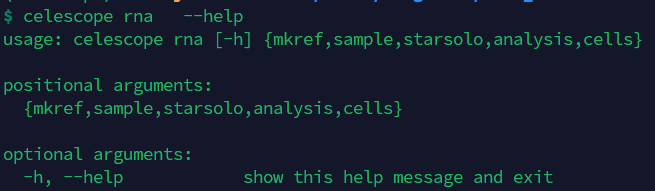 $ celescope rna   --help
usage: celescope rna [-h] {mkref,sample,starsolo,analysis,cells}
positional arguments:
  {mkref,sample,starsolo,analysis,cells}
optional arguments:
  -h, --help            show this help message and exit